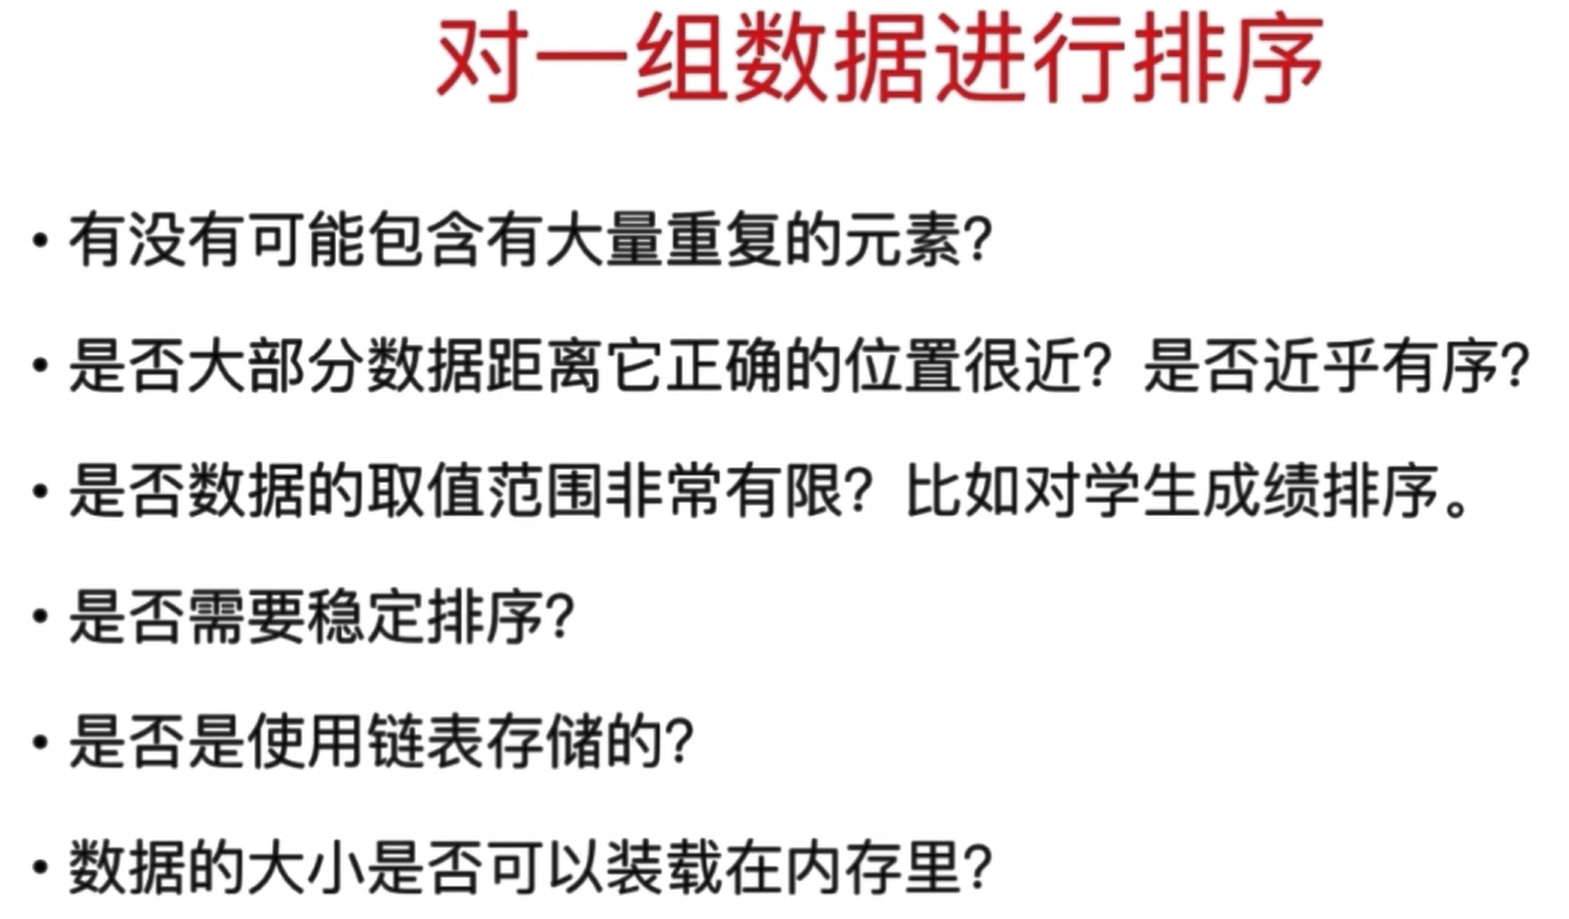 对一组数据进行排序
• 有没有可能包含有大量重复的元素？
• 是否大部分数据距离它正确的位置很近？是否近乎有序？
• 是否数据的取值范围非常有限？比如对学生成绩排序。
• 是否需要稳定排序？
• 是否是使用链表存储的？
• 数据的大小是否可以装载在内存里？